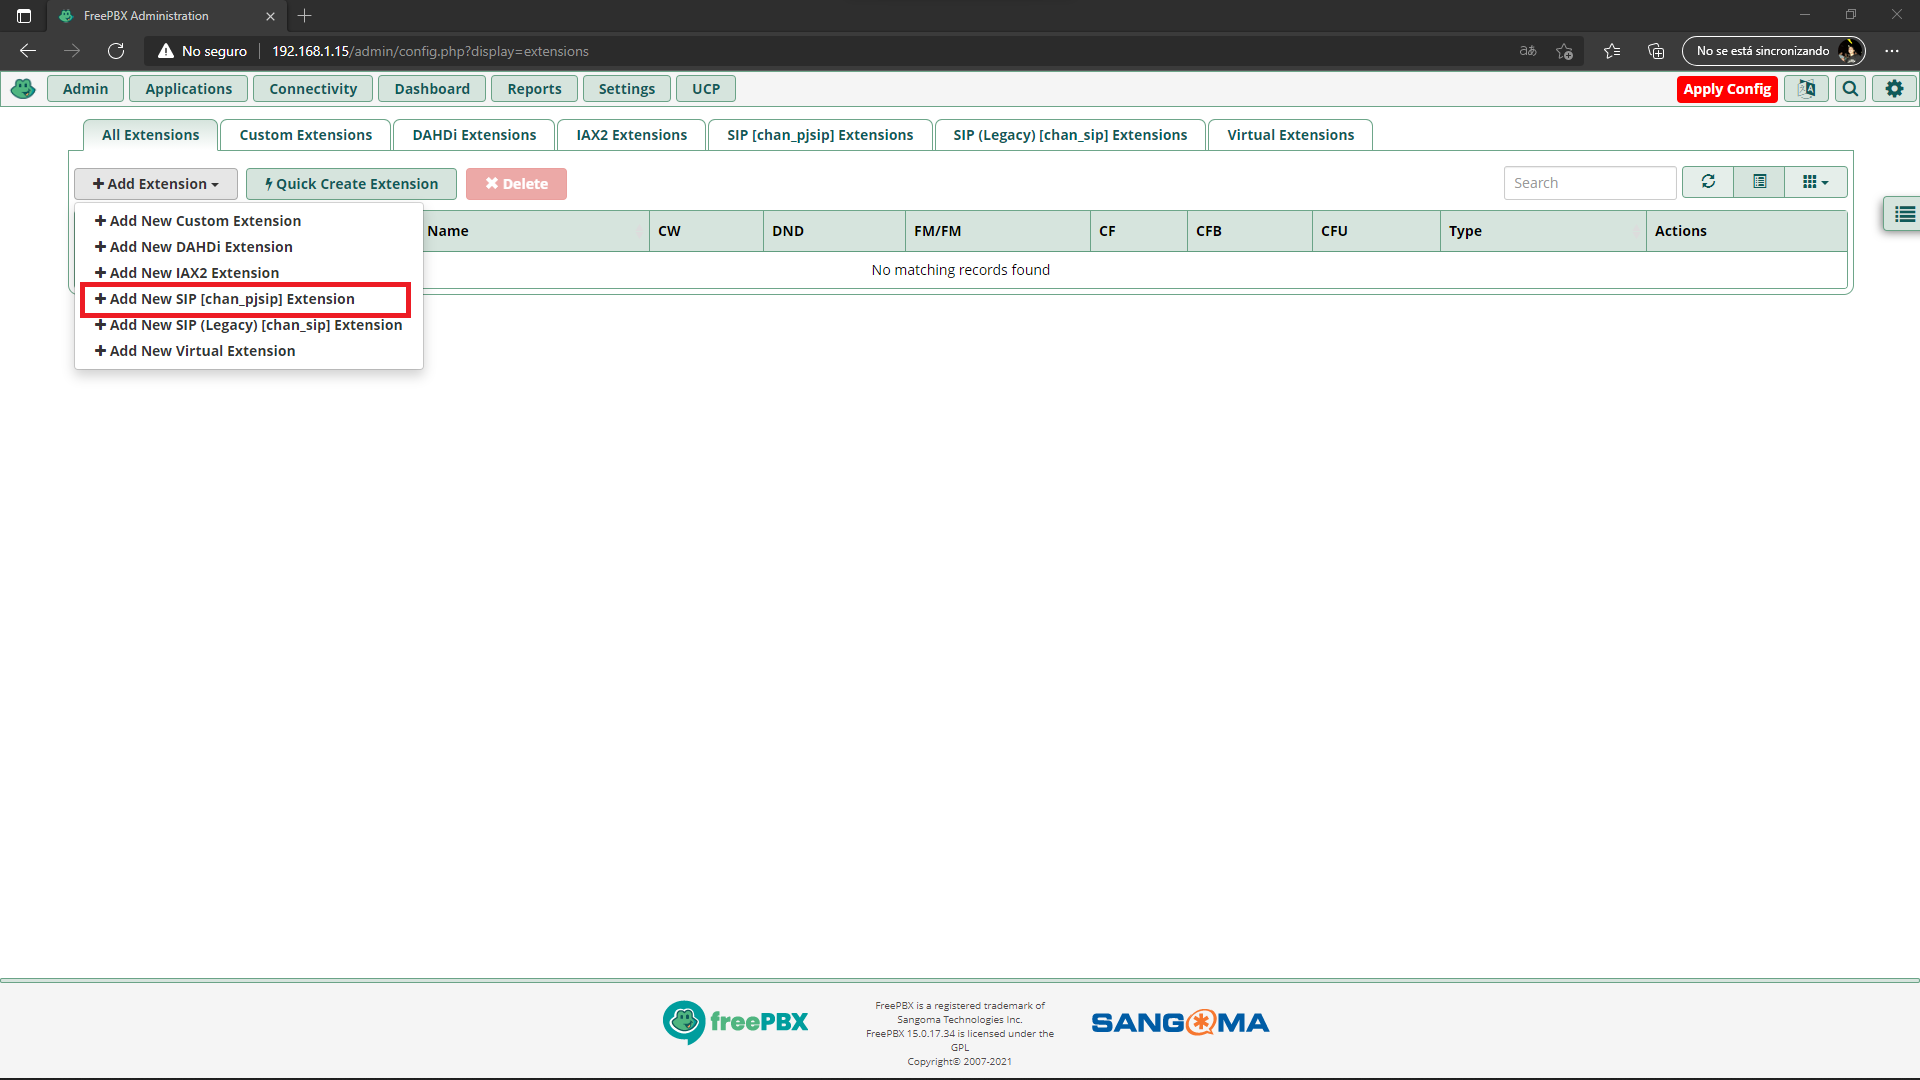 FreePBX Administration
No seguro
192.168.1.15/admin/config.php?display=extensions
aあ
No se está sincronizando
Admin
Applications
Connectivity
Dashboard
Reports
Settings
UCP
Apply Config
All Extensions
Custom Extensions
DAHDi Extensions
IAX2 Extensions
SIP [chan_pjsip] Extensions
SIP (Legacy) [chan_sip] Extensions
Virtual Extensions
Add Extension
Quick Create Extension
Delete
Search
Add New Custom Extension
Add New DAHDi Extension
Add New IAX2 Extension
Add New SIP [chan_pjsip] Extension
Add New SIP (Legacy) [chan_sip] Extension
Add New Virtual Extension
Name
CW
DND
FM/FM
CF
CFB
CFU
Type
Actions
No matching records found
freePBX
FreePBX is a registered trademark of
Sangoma Technologies Inc.
FreePBX 15.0.17.34 is licensed under the
GPL
Copyright© 2007-2021
SANGOMA